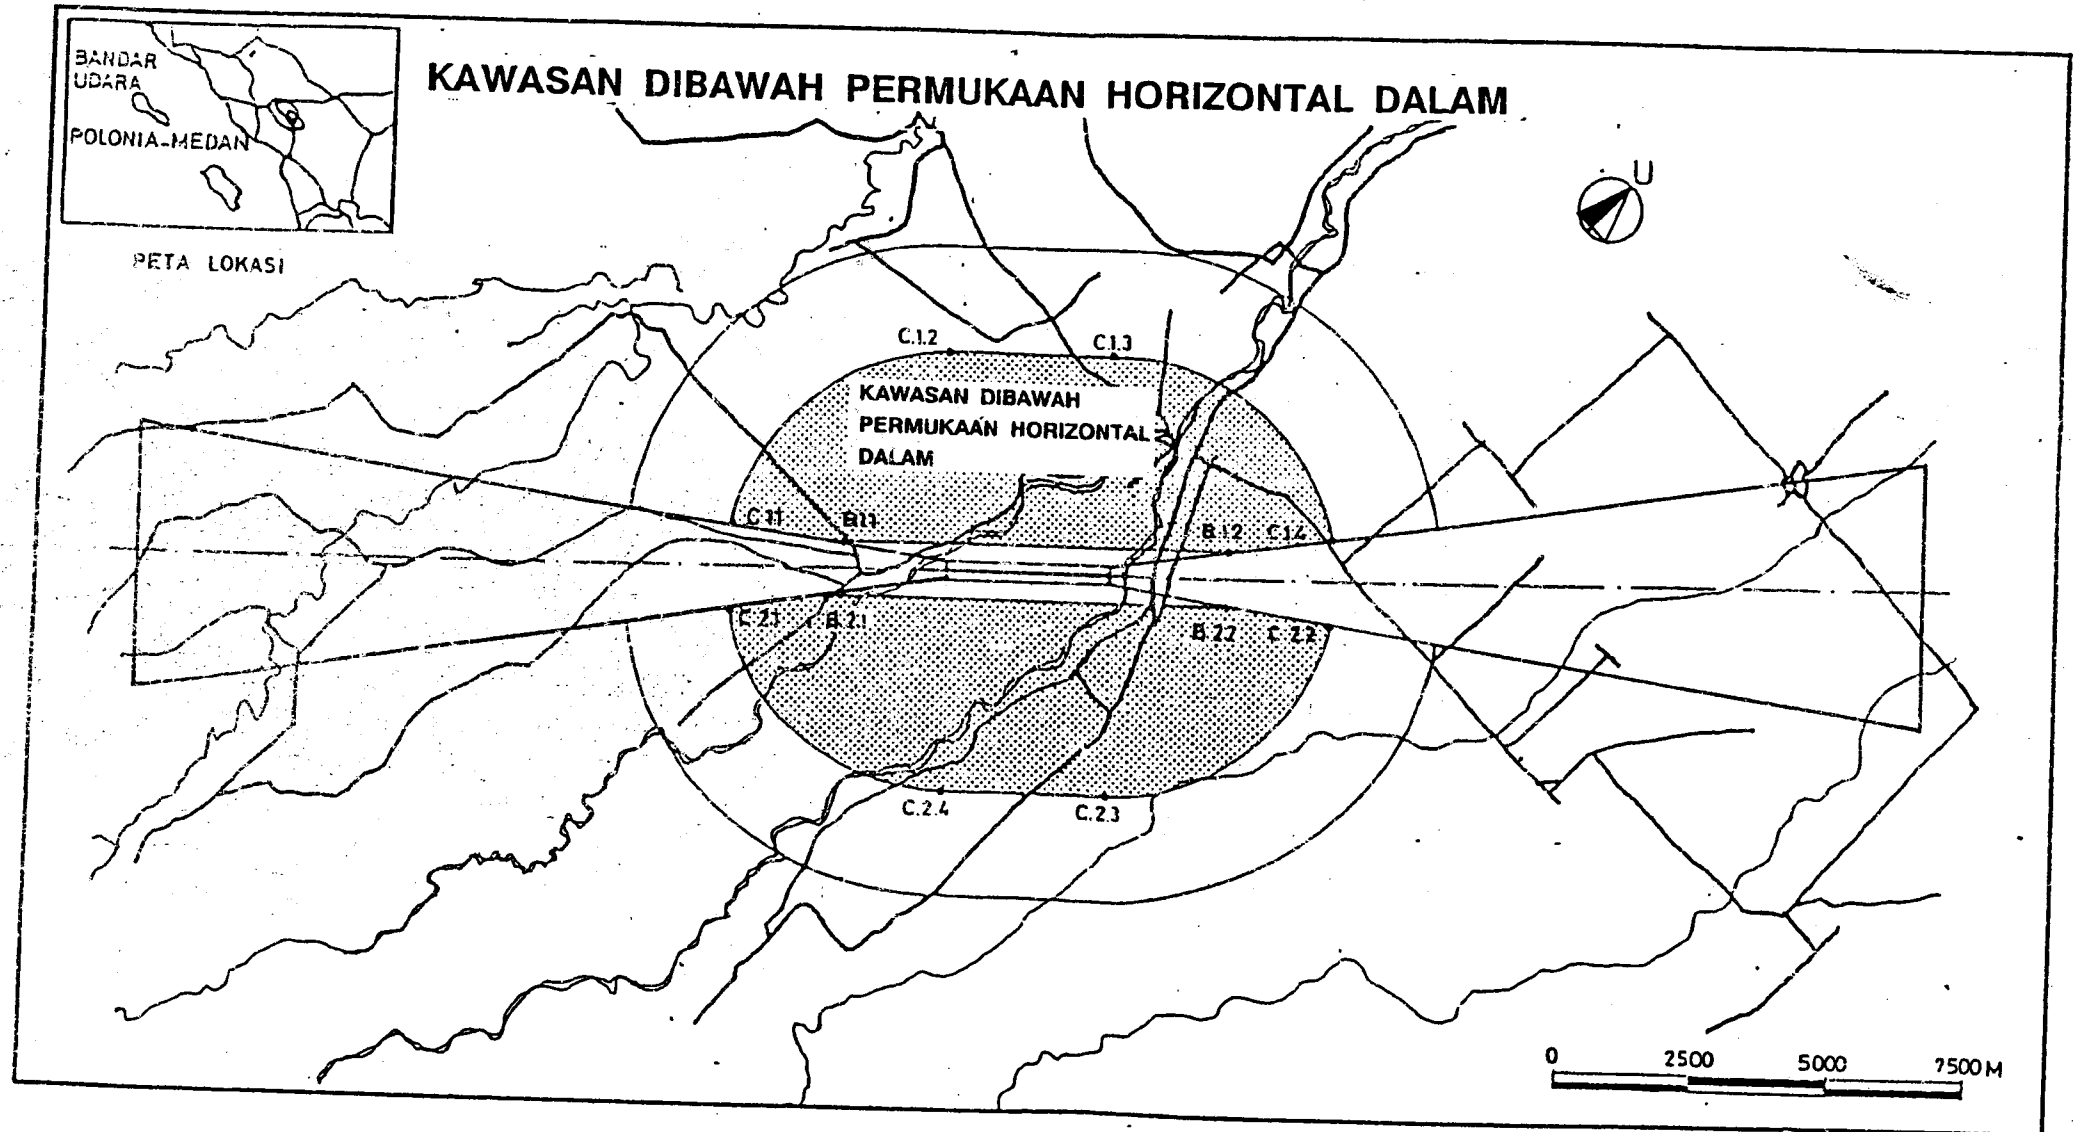 BANDAR
UDARA
POLONIA-MEDAN
PETA LOKASI
KAWASAN DIBAWAH PERMUKAAN HORIZONTAL DALAM
U
C.1.2
C.1.3
KAWASAN DIBAWAH
PERMUKAAN HORIZONTAL
DALAM
C.1.1
B.1.1
B.1.2
C.1.4
C.2.1
B.2.1
B.2.2
C.2.2
C.2.4
C.2.3
0
2500
5000
7500 M